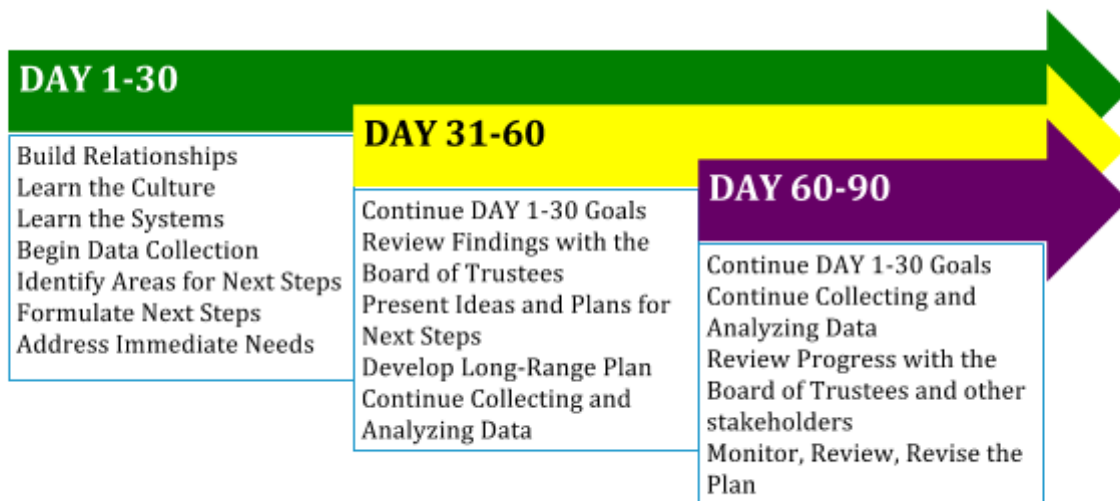 DAY 1-30
Build Relationships
Learn the Culture
Learn the Systems
Begin Data Collection
Identify Areas for Next Steps
Formulate Next Steps
Address Immediate Needs
DAY 31-60
Continue DAY 1-30 Goals
Review Findings with the
Board of Trustees
Present Ideas and Plans for
Next Steps
Develop Long-Range Plan
Continue Collecting and
Analyzing Data
DAY 60-90
Continue DAY 1-30 Goals
Continue Collecting and
Analyzing Data
Review Progress with the
Board of Trustees and other
stakeholders
Monitor, Review, Revise the
Plan